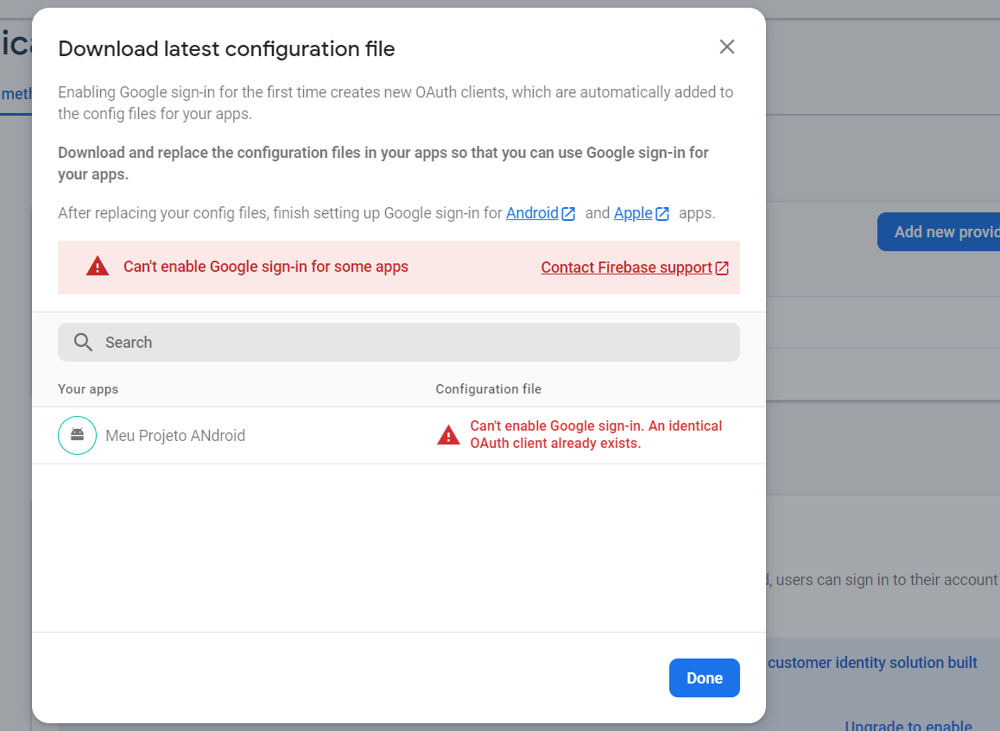 Download latest configuration file
Enabling Google sign-in for the first time creates new OAuth clients, which are automatically added to
the config files for your apps.
Download and replace the configuration files in your apps so that you can use Google sign-in for
your apps.
After replacing your config files, finish setting up Google sign-in for Android and Apple apps.
Can't enable Google sign-in for some apps
Contact Firebase support
Search
Your apps
Configuration file
Meu Projeto ANdroid
Can't enable Google sign-in. An identical
OAuth client already exists.
Done
Add new
users can sign in to their account
customer identity solution built
Upgrade to enable